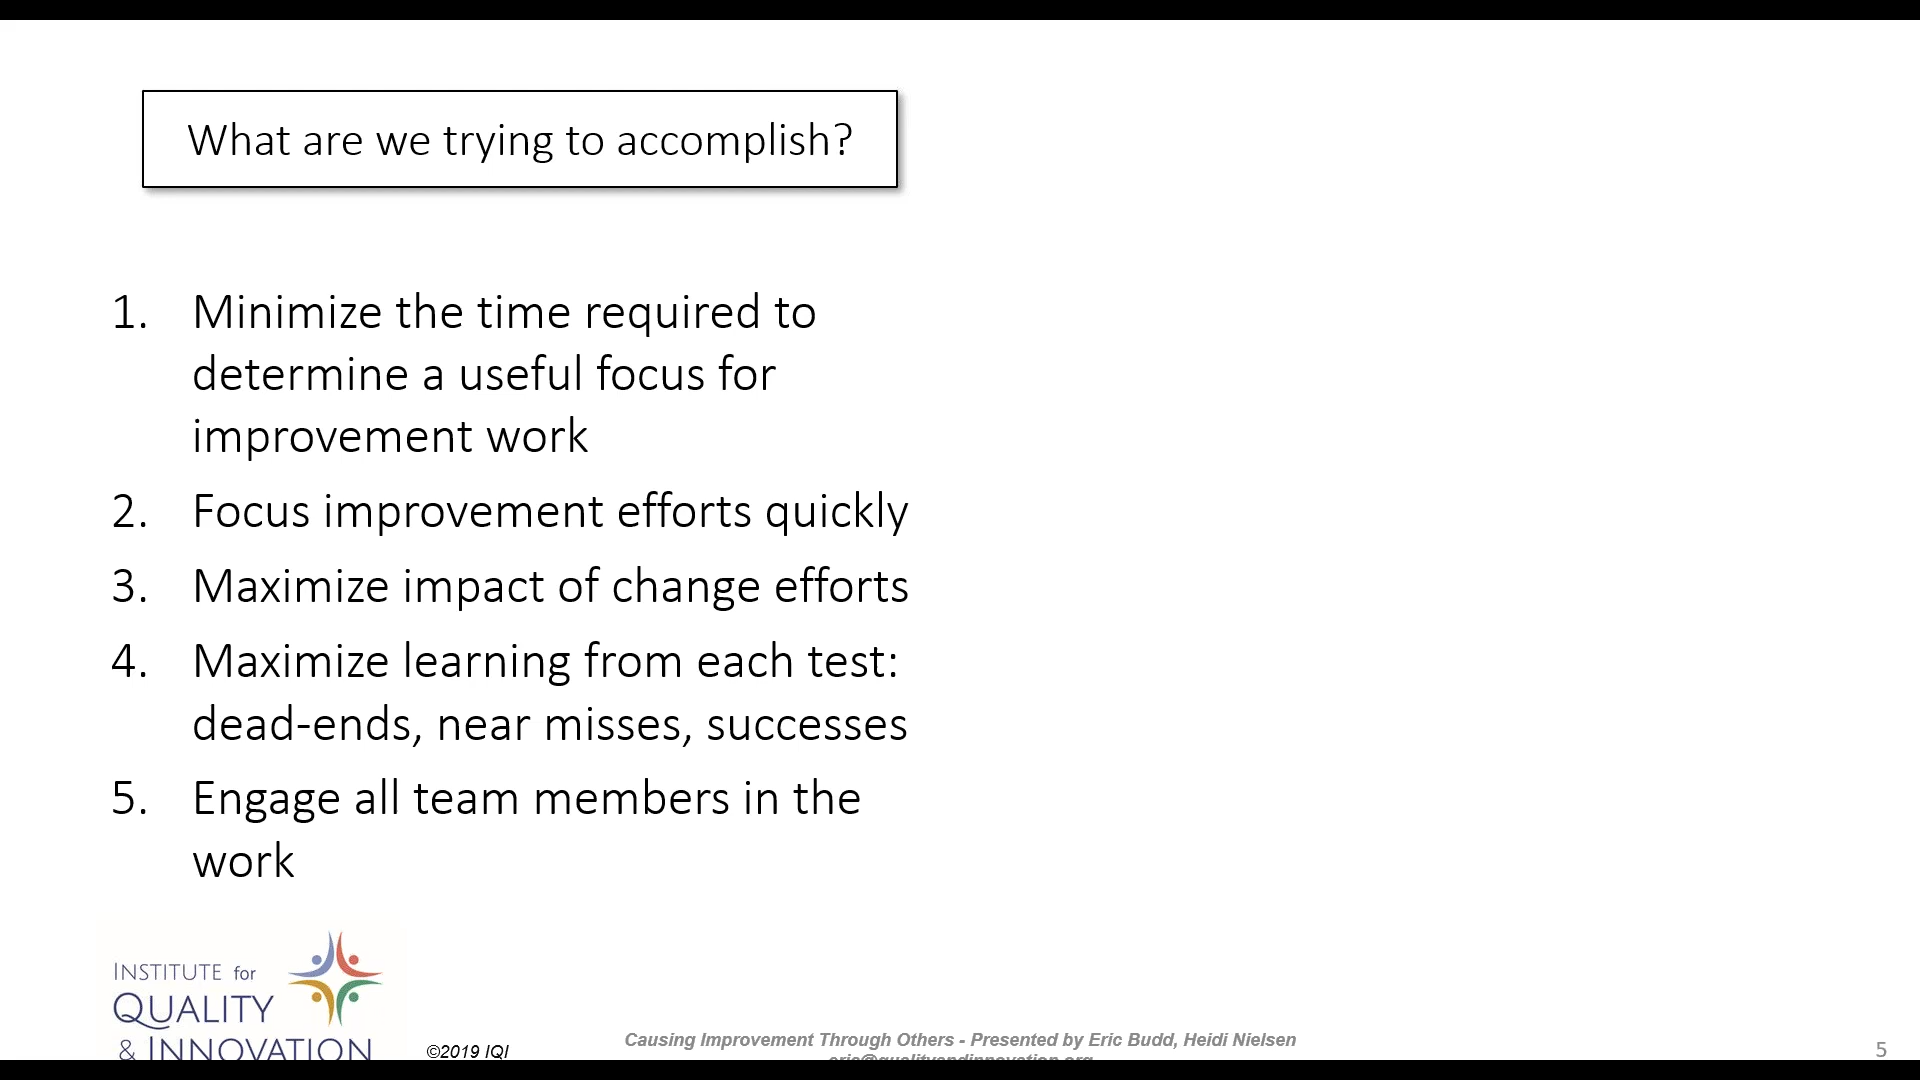 What are we trying to accomplish?
1. Minimize the time required to
determine a useful focus for
improvement work
2. Focus improvement efforts quickly
3. Maximize impact of change efforts
4. Maximize learning from each test:
dead-ends, near misses, successes
5. Engage all team members in the
work
INSTITUTE for
QUALITY
& INNOVATION
©2019 IQI
Causing Improvement Through Others - Presented by Eric Budd, Heidi Nielsen
eric@qualityandinnovation.org
5